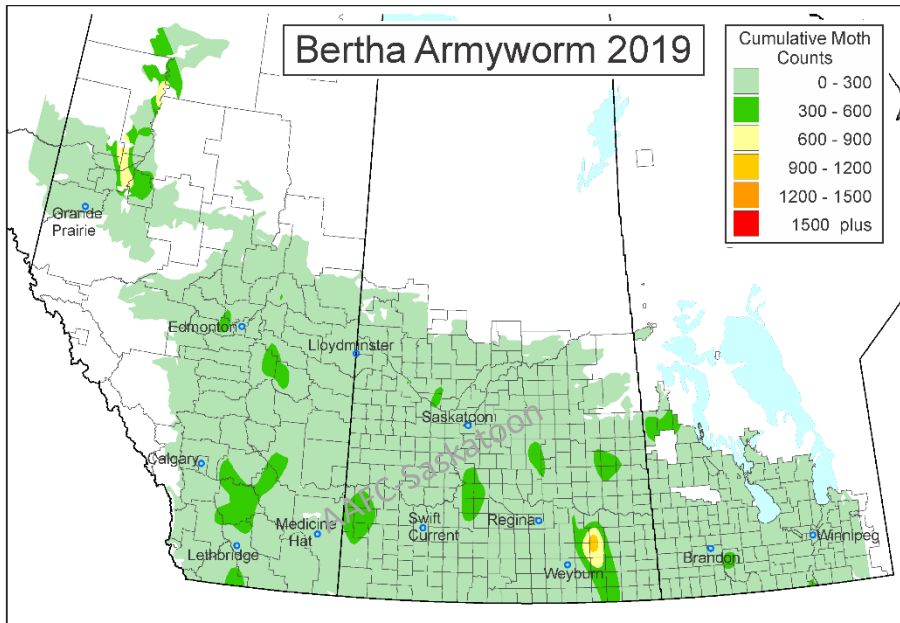 Bertha Armyworm 2019
Cumulative Moth
Counts
0 - 300
300 - 600
600 - 900
900 - 1200
1200 - 1500
1500 plus
Grande
Prairie
Edmonton
Lloydminster
Saskatoon
AAFC-Saskatoon
Calgary
Medicine
Hat
Swift
Current
Regina
Lethbridge
Weyburn
Brandon
Winnipeg